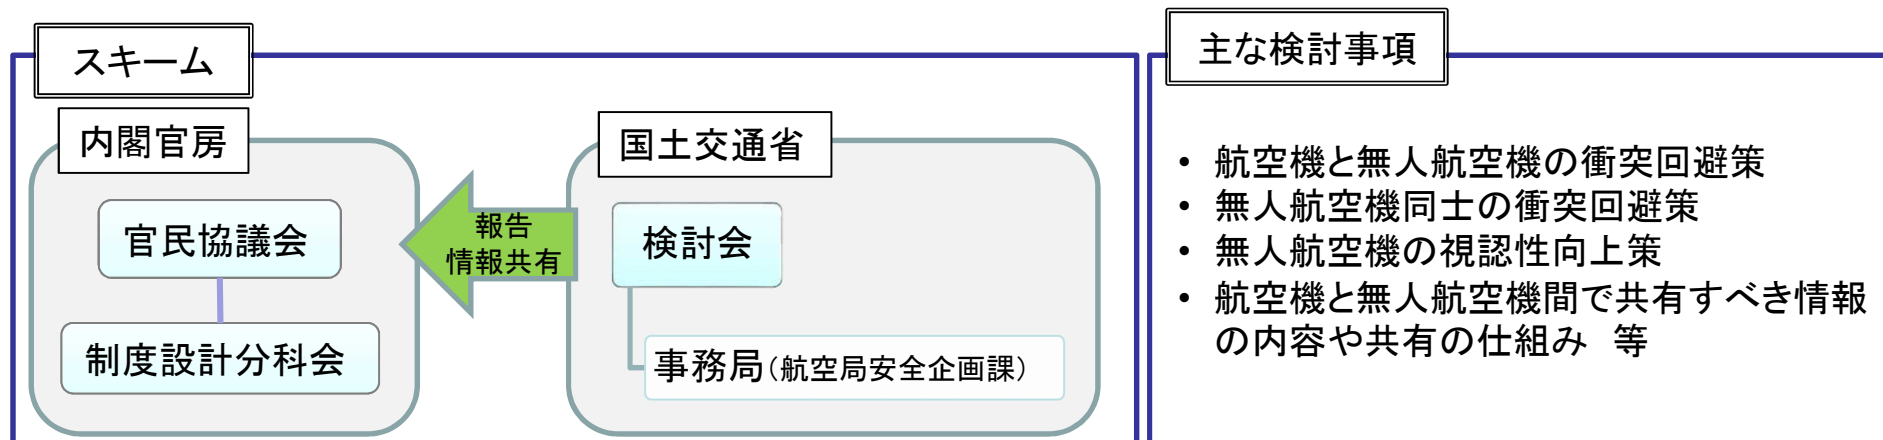 スキーム
内閣官房
官民協議会
制度設計分科会
報告
情報共有
国土交通省
検討会
事務局(航空局安全企画課)
主な検討事項
• 航空機と無人航空機の衝突回避策
• 無人航空機同士の衝突回避策
• 無人航空機の視認性向上策
• 航空機と無人航空機間で共有すべき情報
の内容や共有の仕組み 等